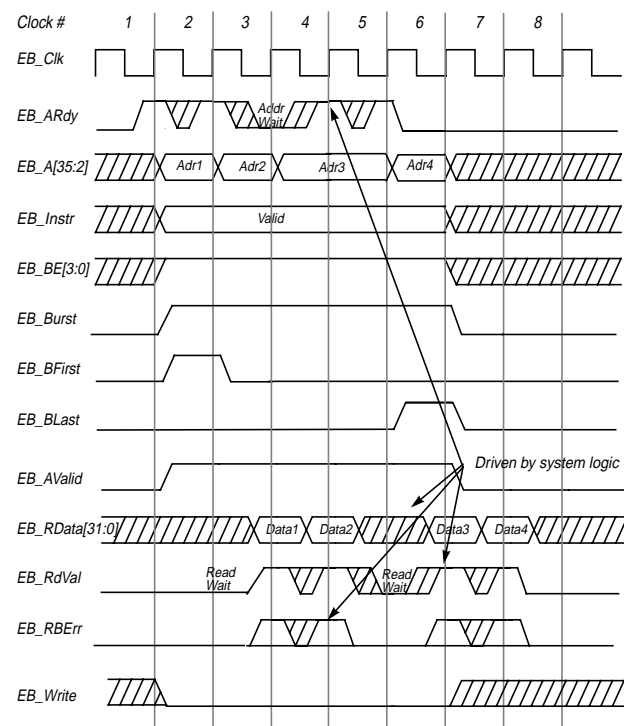 Clock # 1 2 3 4 5 6 7 8
EB_Clk
EB_ARdy
Addr
Wait
EB_A[35:2] Adr1 Adr2 Adr3 Adr4
EB_Instr Valid
EB_BE[3:0]
EB_Burst
EB_BFirst
EB_BLast
Driven by system logic
EB_AValid
EB_RData[31:0] Data1 Data2 Data3 Data4
EB_RdVal Read
Wait Read
Wait
EB_RBErr
EB_Write